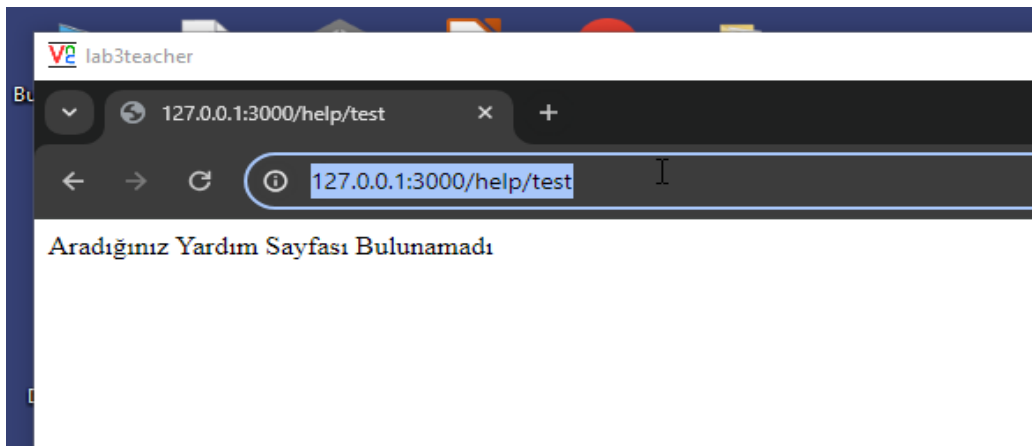 lab3teacher
127.0.0.1:3000/help/test
127.0.0.1:3000/help/test
Aradığınız Yardım Sayfası Bulunamadı